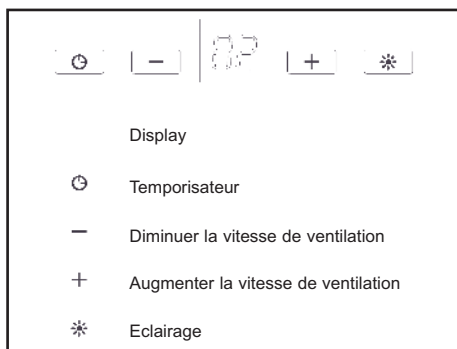 − +
Display
Temporisateur
− Diminuer la vitesse de ventilation
+ Augmenter la vitesse de ventilation
Eclairage